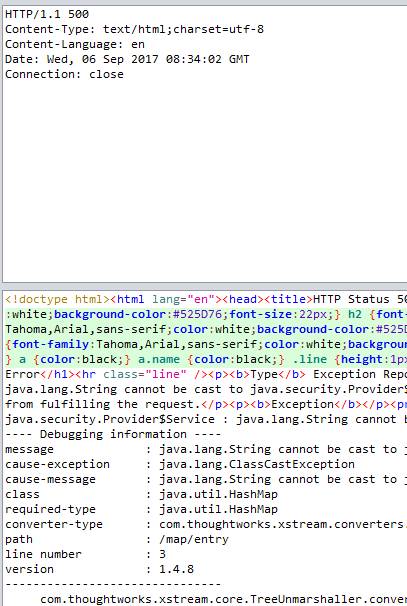 HTTP/1.1 500
Content-Type: text/html;charset=utf-8
Content-Language: en
Date: Wed, 06 Sep 2017 08:34:02 GMT
Connection: close
<!doctype html><html lang="en"><head><title>HTTP Status 50
:white;background-color:#525D76;font-size:22px;} h2 {font-
Tahoma,Arial,sans-serif;color:white;background-color:#525D
{font-family:Tahoma,Arial,sans-serif;color:white;backgroun
} a {color:black;} a.name {color:black;} .line {height:1px
Error</h1><hr class="line" /><p><b>Type</b> Exception Repo
java.lang.String cannot be cast to java.security.Provider$
from fulfilling the request.</p><p><b>Exception</b></p><pr
java.security.Provider$Service : java.lang.String cannot b
---- Debugging information ----
message : java.lang.String cannot be cast to j
cause-exception : java.lang.ClassCastException
cause-message : java.lang.String cannot be cast to j
class : java.util.HashMap
required-type : java.util.HashMap
converter-type : com.thoughtworks.xstream.converters.
path : /map/entry
line number : 3
version : 1.4.8
-------------------------------
com.thoughtworks.xstream.core.TreeUnmarshaller.conver